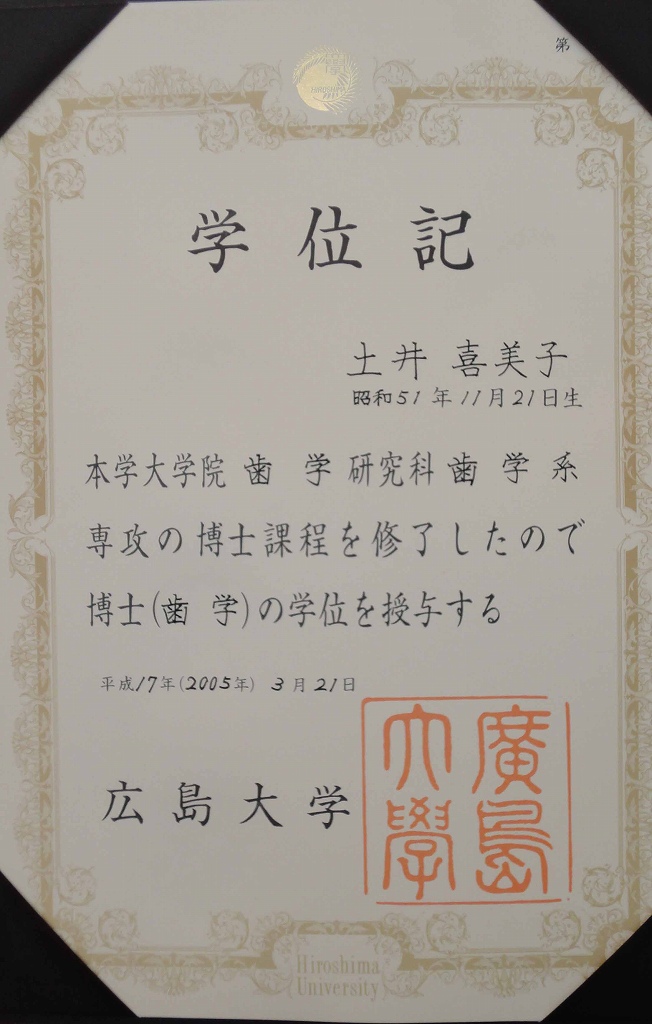 第
HIROSHIMA
学位記
土井 喜美子
昭和51年11月21日生
本学大学院 歯 学 研究科 歯 学 系
専攻の博士課程を修了したので
博士(歯 学)の学位を授与する
平成17年(2005年) 3月21日
広島大学
廣島
大學
Hiroshima
University